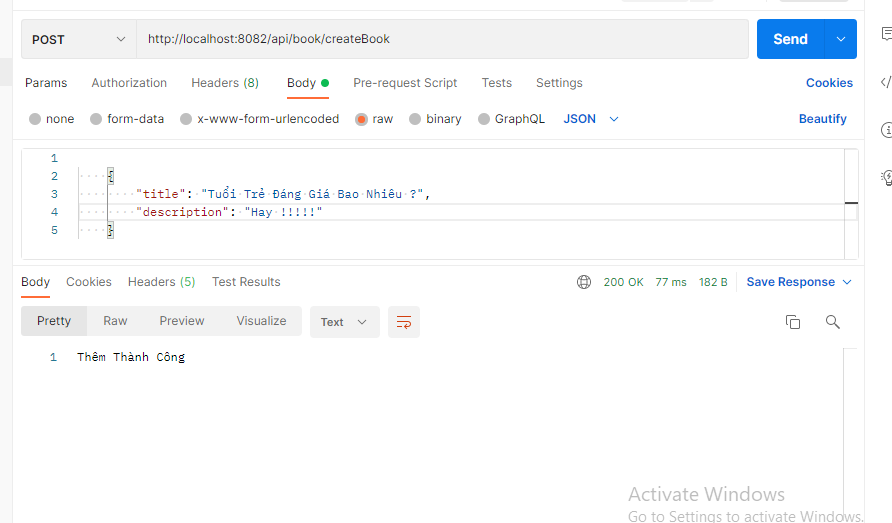 POST http://localhost:8082/api/book/createBook Send
Params Authorization Headers (8) Body Pre-request Script Tests Settings Cookies
none form-data x-www-form-urlencoded raw binary GraphQL JSON Beautify
1
2 {
3 "title": "Tuổi Trẻ Đáng Giá Bao Nhiêu ?",
4 "description": "Hay !!!!!"
5 }
Body Cookies Headers (5) Test Results 200 OK 77 ms 182 B Save Response
Pretty Raw Preview Visualize Text
1 Thêm Thành Công
Activate Windows
Go to Settings to activate Windows.